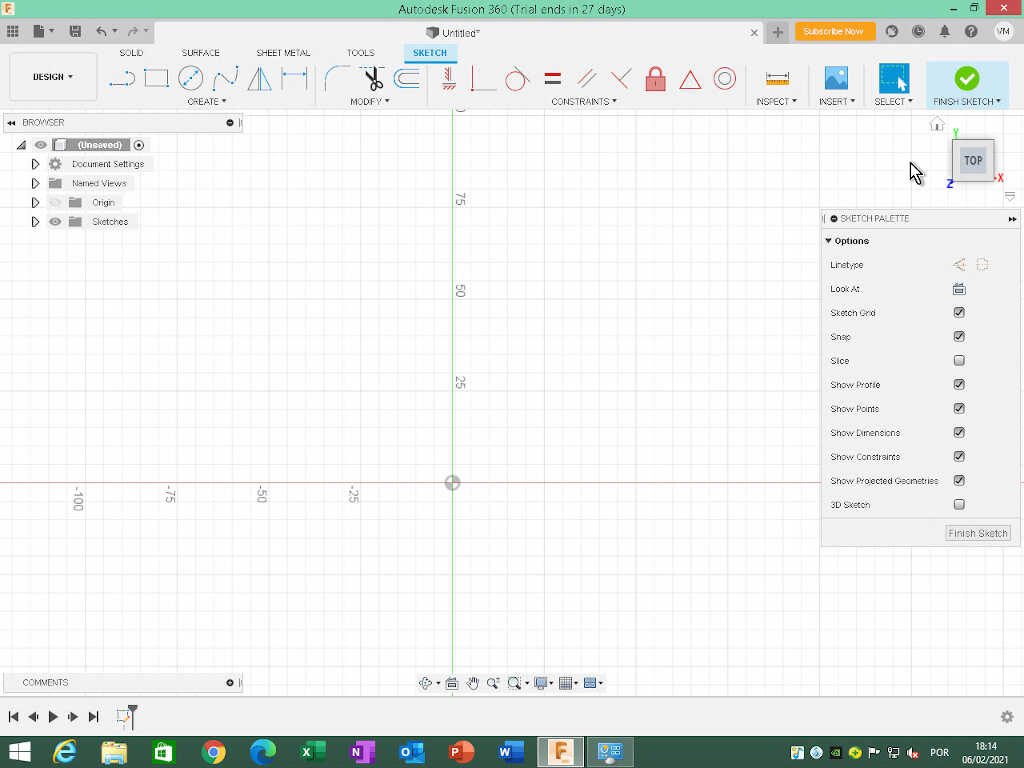 Autodesk Fusion 360 (Trial ends in 27 days)
Untitled*
Subscribe Now
VM
DESIGN
SOLID
SURFACE
SHEET METAL
TOOLS
SKETCH
CREATE
MODIFY
CONSTRAINTS
INSPECT
INSERT
SELECT
FINISH SKETCH
BROWSER
(Unsaved)
Document Settings
Named Views
Origin
Sketches
Y
TOP
X
Z
75
50
25
-100
-75
-50
-25
SKETCH PALETTE
Options
Linetype
Look At
Sketch Grid
Snap
Slice
Show Profile
Show Points
Show Dimensions
Show Constraints
Show Projected Geometries
3D Sketch
Finish Sketch
COMMENTS
POR
18:14
06/02/2021